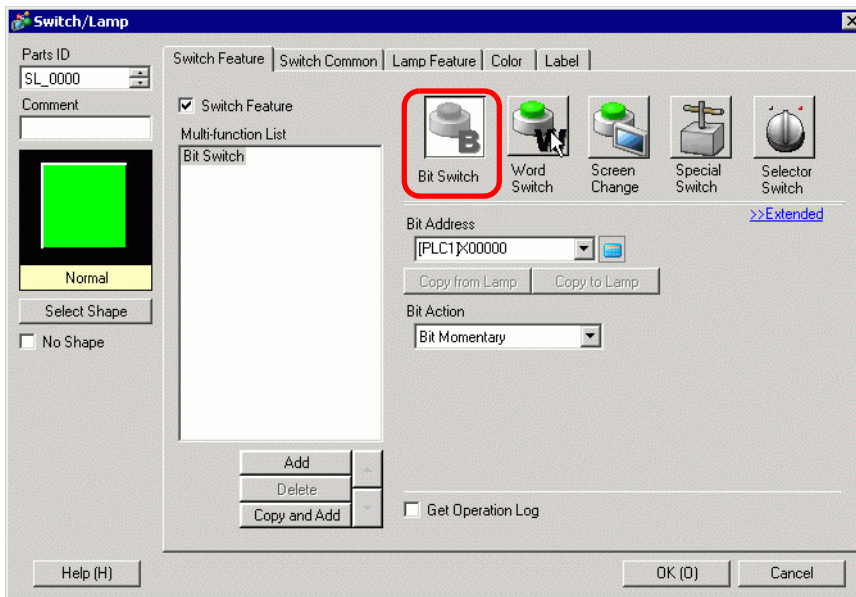 Switch/Lamp
Parts ID
SL_0000
Comment
Normal
Select Shape
No Shape
Switch Feature
Switch Common
Lamp Feature
Color
Label
Switch Feature
Multi-function List
Bit Switch
Add
Delete
Copy and Add
B
Bit Switch
W
Word
Switch
Screen
Change
Special
Switch
Selector
Switch
>>Extended
Bit Address
[PLC1]X00000
Copy from Lamp
Copy to Lamp
Bit Action
Bit Momentary
Get Operation Log
Help (H)
OK (O)
Cancel